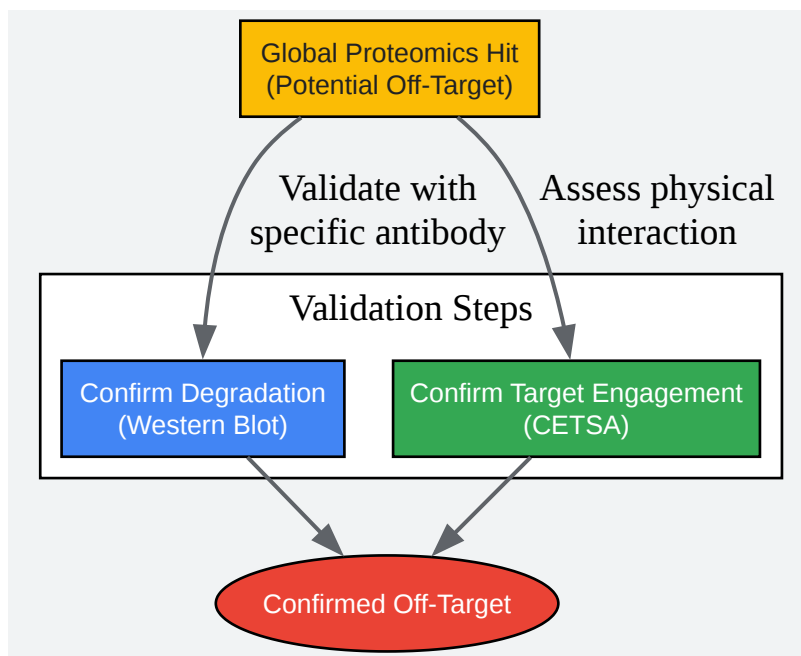 Global Proteomics Hit
(Potential Off-Target)
Validate with
specific antibody
Assess physical
interaction
Validation Steps
Confirm Degradation
(Western Blot)
Confirm Target Engagement
(CETSA)
Confirmed Off-Target